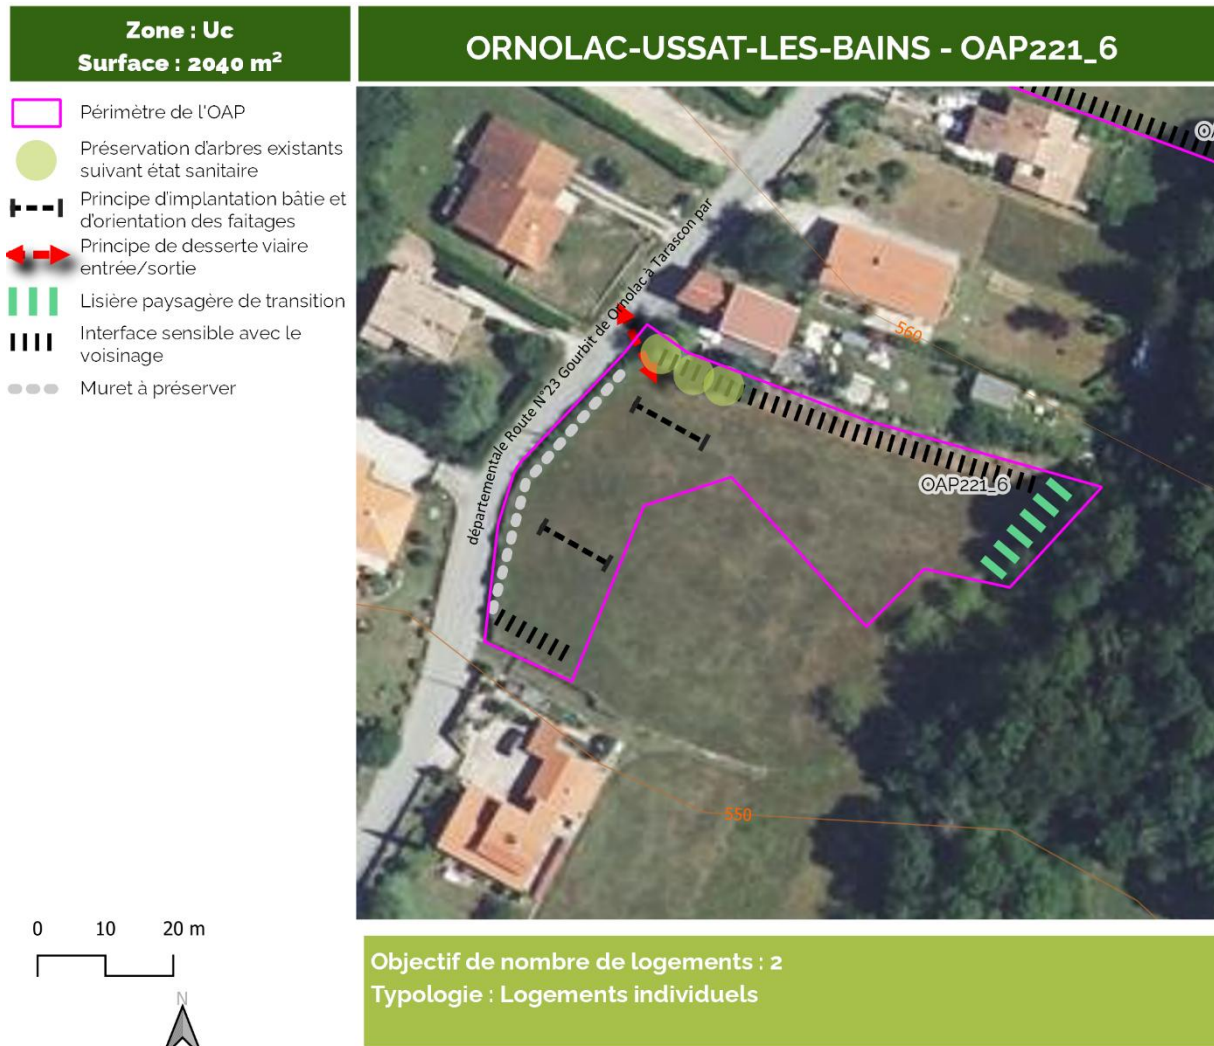 Zone : Uc
Surface : 2040 m²
ORNOLAC-USSAT-LES-BAINS - OAP221_6
Périmètre de l'OAP
Préservation d'arbres existants
suivant état sanitaire
Principe d'implantation bâtie et
d'orientation des faitages
Principe de desserte viaire
entrée/sortie
Lisière paysagère de transition
Interface sensible avec le
voisinage
Muret à préserver
départementale Route N°23 Gourbit de Ornolac à Tarascon par
560
OAP221_6
550
0 10 20 m
N
Objectif de nombre de logements : 2
Typologie : Logements individuels